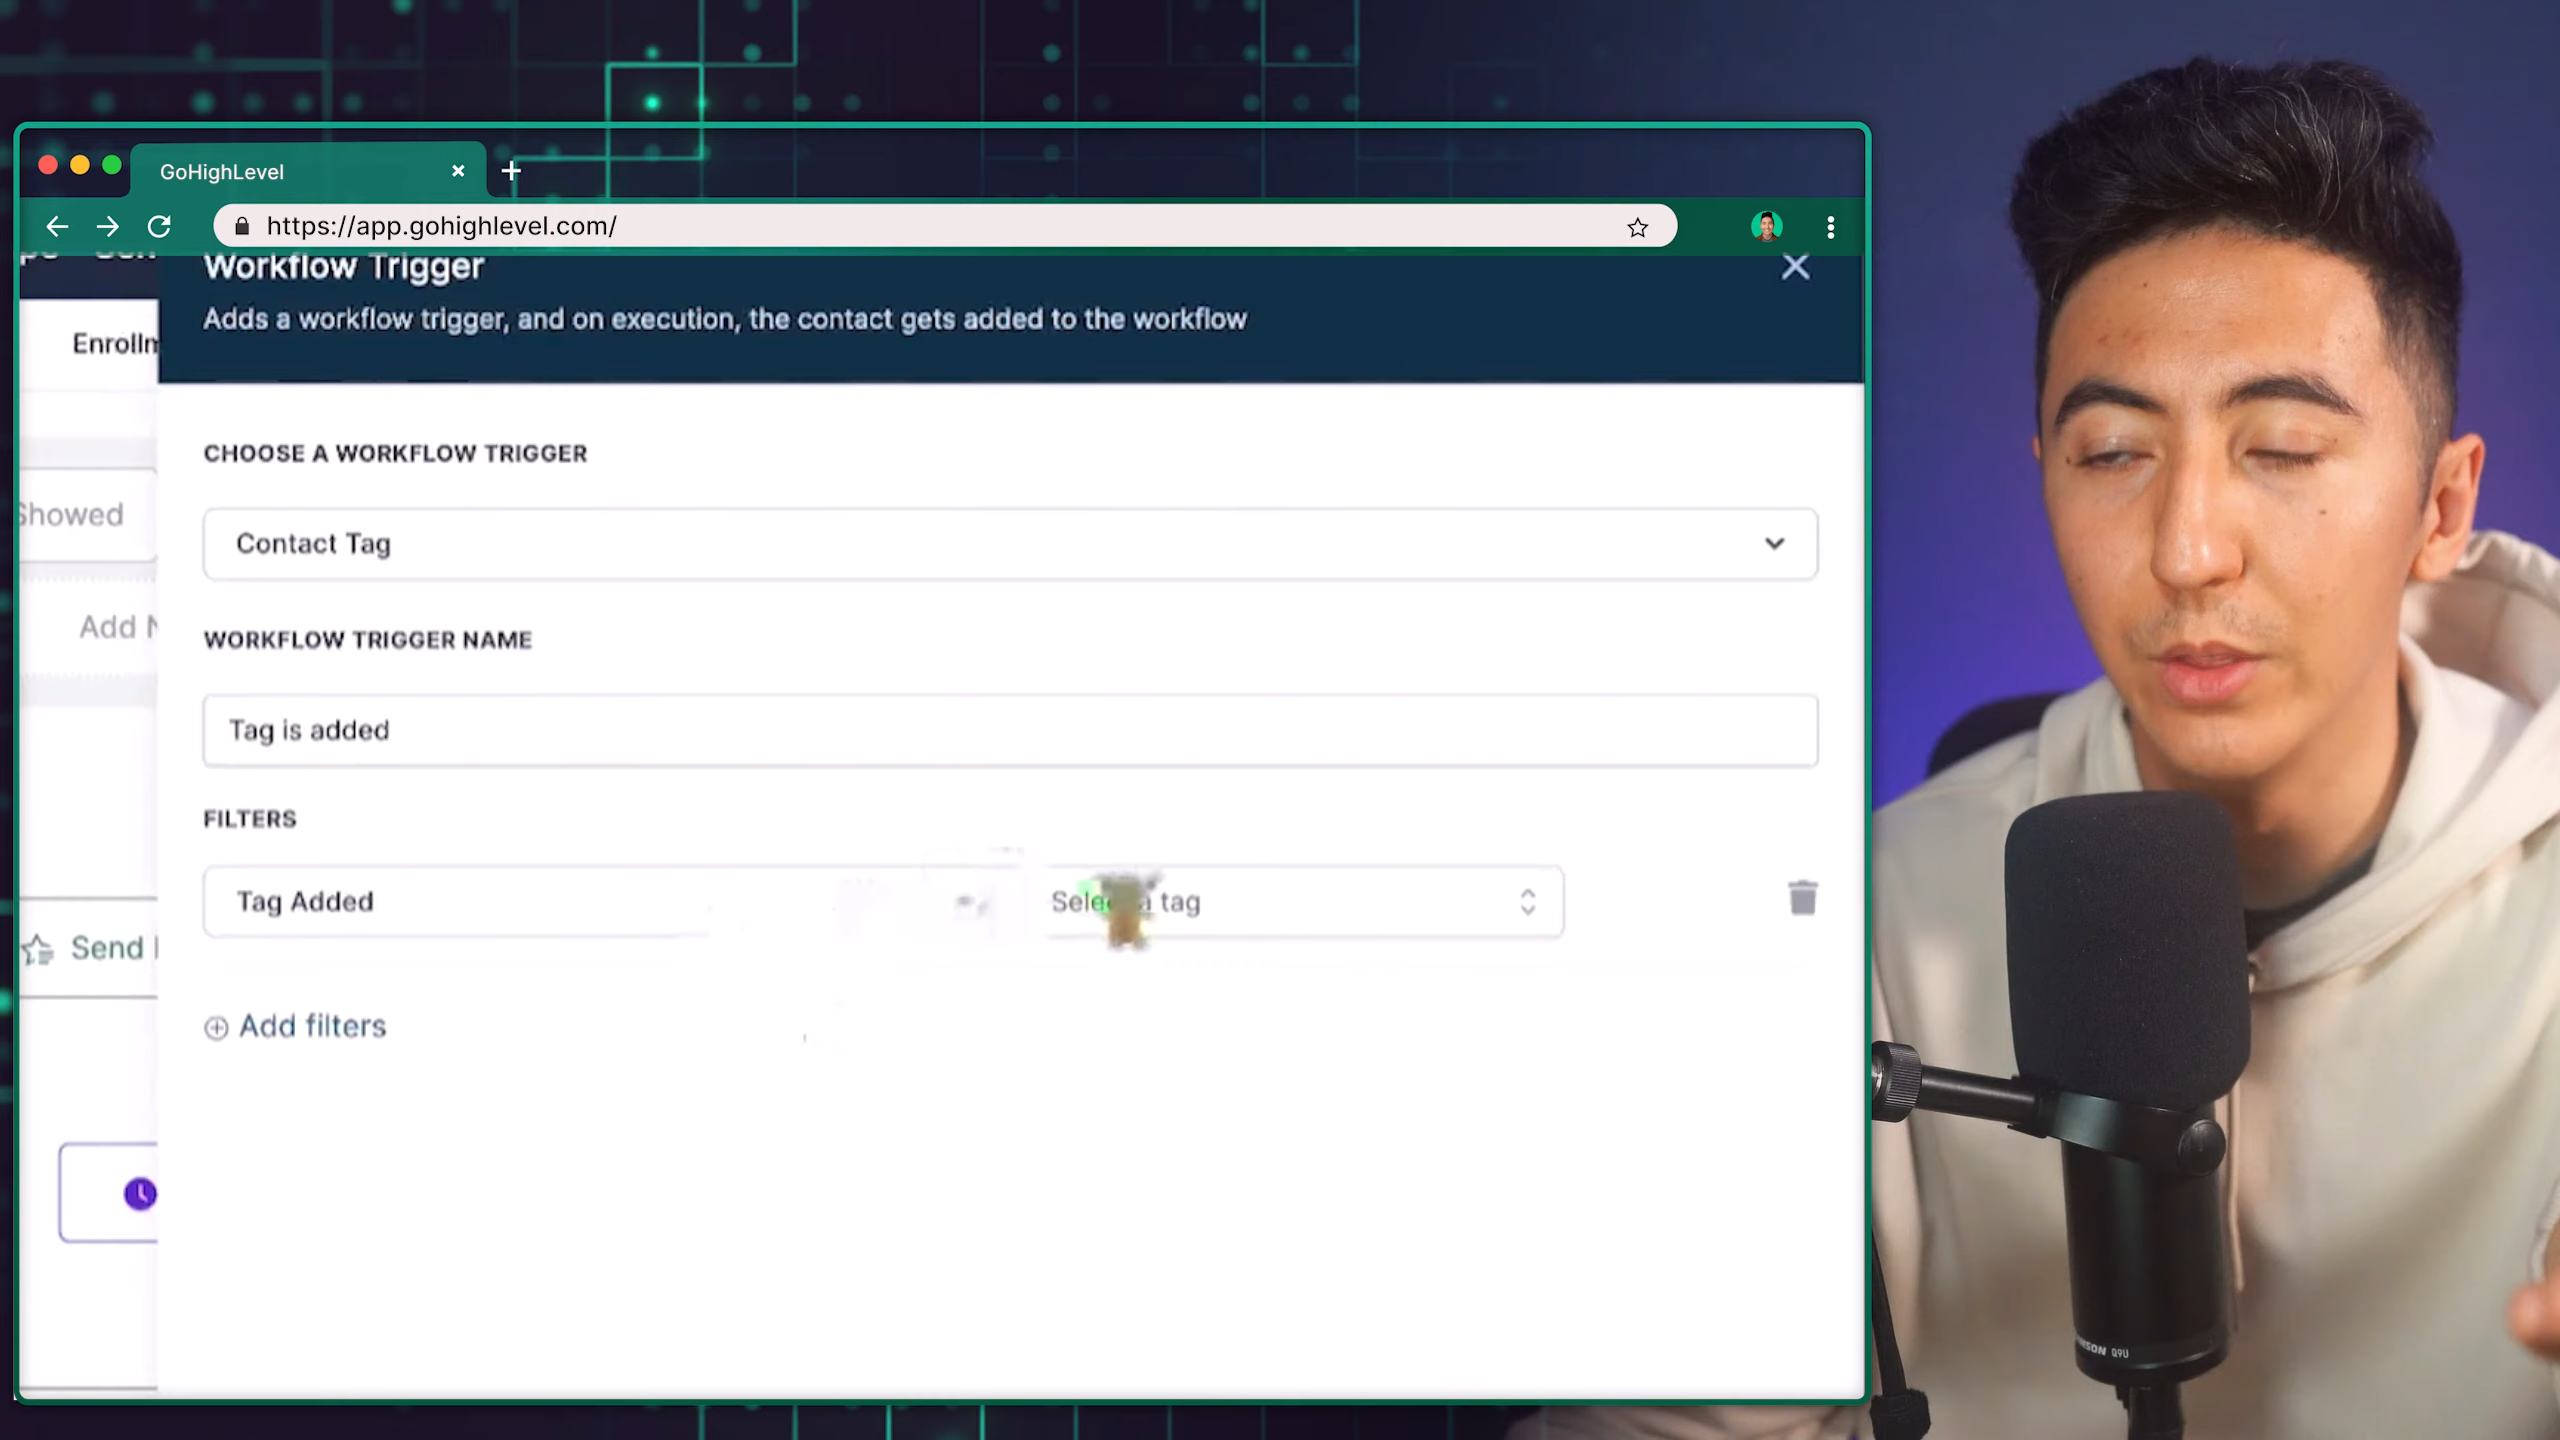 GoHighLevel
https://app.gohighlevel.com/
Workflow Trigger
Adds a workflow trigger, and on execution, the contact gets added to the workflow
CHOOSE A WORKFLOW TRIGGER
Contact Tag
WORKFLOW TRIGGER NAME
Tag is added
FILTERS
Tag Added
tag
Add filters
Showed
Add
Send
Q9U